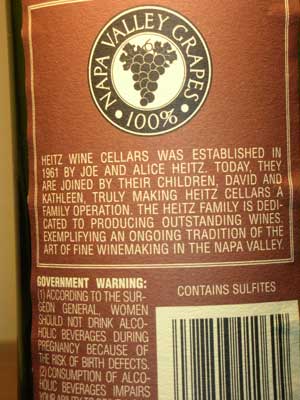 NAPA VALLEY GRAPES
100%
HEITZ WINE CELLARS WAS ESTABLISHED IN
1961 BY JOE AND ALICE HEITZ. TODAY, THEY
ARE JOINED BY THEIR CHILDREN, DAVID AND
KATHLEEN, TRULY MAKING HEITZ CELLARS A
FAMILY OPERATION. THE HEITZ FAMILY IS DEDI-
CATED TO PRODUCING OUTSTANDING WINES,
EXEMPLIFYING AN ONGOING TRADITION OF THE
ART OF FINE WINEMAKING IN THE NAPA VALLEY.
GOVERNMENT WARNING:
(1) ACCORDING TO THE SUR-
GEON GENERAL, WOMEN
SHOULD NOT DRINK ALCO-
HOLIC BEVERAGES DURING
PREGNANCY BECAUSE OF
THE RISK OF BIRTH DEFECTS.
(2) CONSUMPTION OF ALCO-
HOLIC BEVERAGES IMPAIRS
YOUR ABILITY TO
CONTAINS SULFITES